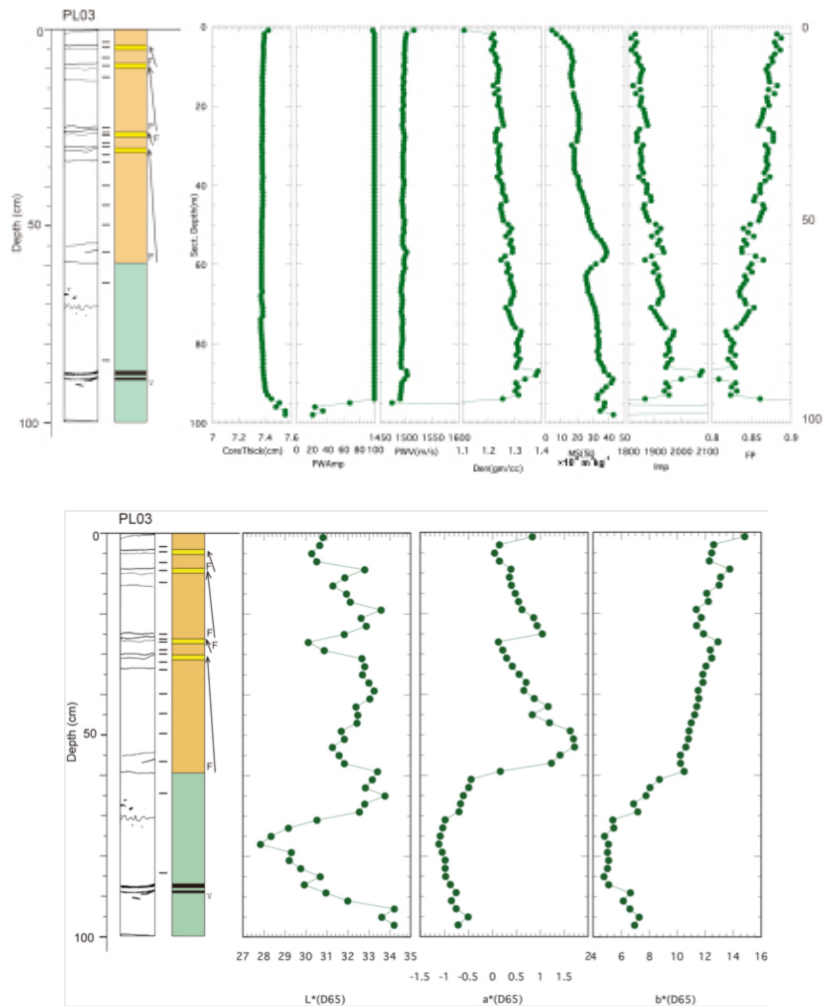 PL03
0
50
100
Depth (cm)
F
F
F
F
v
0
20
40
60
80
100
Sect. Depth(m)
0
50
100
7 7.2 7.4 7.6
CoreThick(cm)
0 20 40 60 80 100
PWAmp
1450 1500 1550 1600
PWV(m/s)
1.1 1.2 1.3 1.4
Den(gm/cc)
0 10 20 30 40 50
MS(SI)
1800 1900 2000 2100
Imp
0.8 0.85 0.9
FP
PL03
0
50
100
Depth (cm)
F
F
F
F
v
27 28 29 30 31 32 33 34 35
L*(D65)
-1.5 -1 -0.5 0 0.5 1 1.5 2
a*(D65)
4 6 8 10 12 14 16
b*(D65)